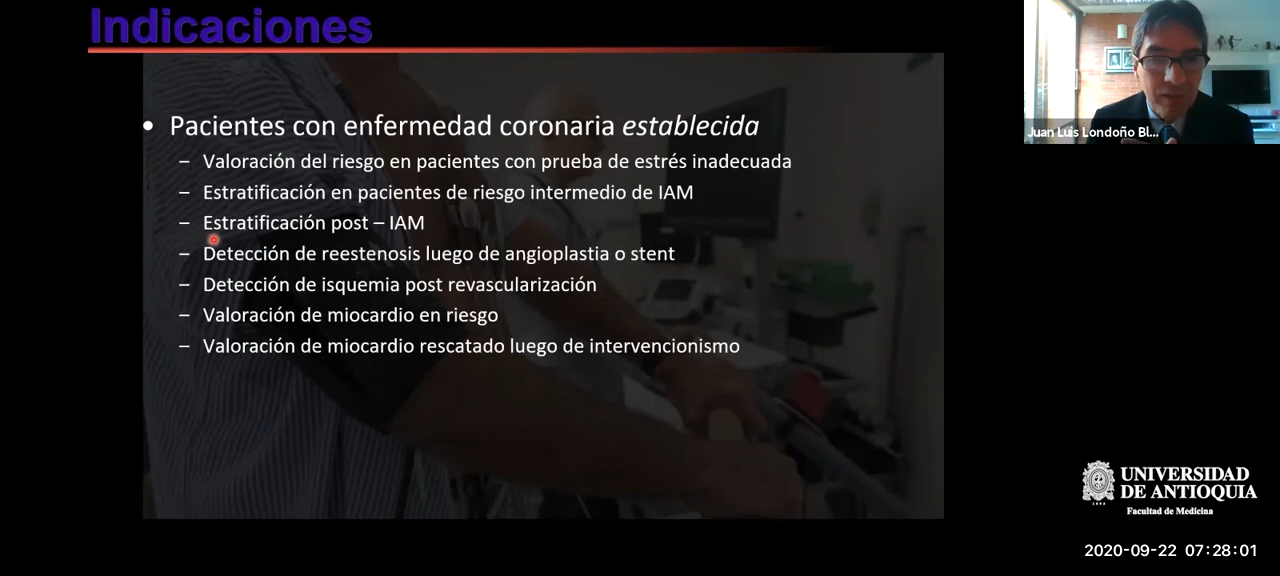 Indicaciones
• Pacientes con enfermedad coronaria establecida
– Valoración del riesgo en pacientes con prueba de estrés inadecuada
– Estratificación en pacientes de riesgo intermedio de IAM
– Estratificación post – IAM
– Detección de reestenosis luego de angioplastia o stent
– Detección de isquemia post revascularización
– Valoración de miocardio en riesgo
– Valoración de miocardio rescatado luego de intervencionismo
Juan Luis Londoño Bl...
UNIVERSIDAD
DE ANTIOQUIA
Facultad de Medicina
2020-09-22 07:28:01